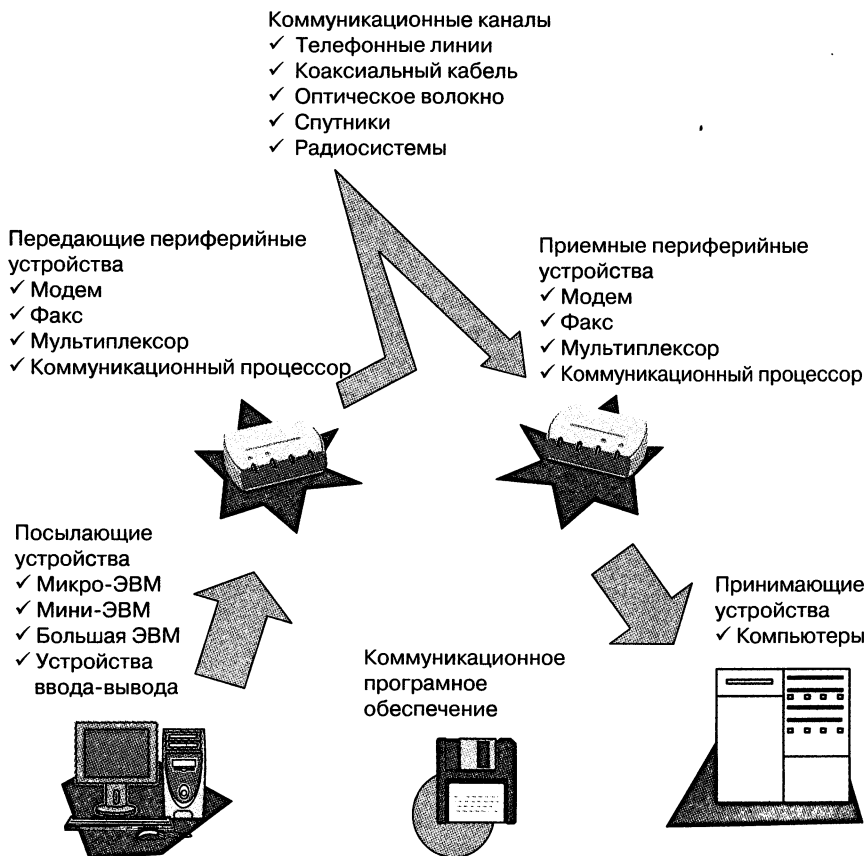 Коммуникационные каналы
✓ Телефонные линии
✓ Коаксиальный кабель
✓ Оптическое волокно
✓ Спутники
✓ Радиосистемы
Передающие периферийные
устройства
✓ Модем
✓ Факс
✓ Мультиплексор
✓ Коммуникационный процессор
Приемные периферийные
устройства
✓ Модем
✓ Факс
✓ Мультиплексор
✓ Коммуникационный процессор
Посылающие
устройства
✓ Микро-ЭВМ
✓ Мини-ЭВМ
✓ Большая ЭВМ
✓ Устройства
ввода-вывода
Коммуникационное
програмное
обеспечение
Принимающие
устройства
✓ Компьютеры